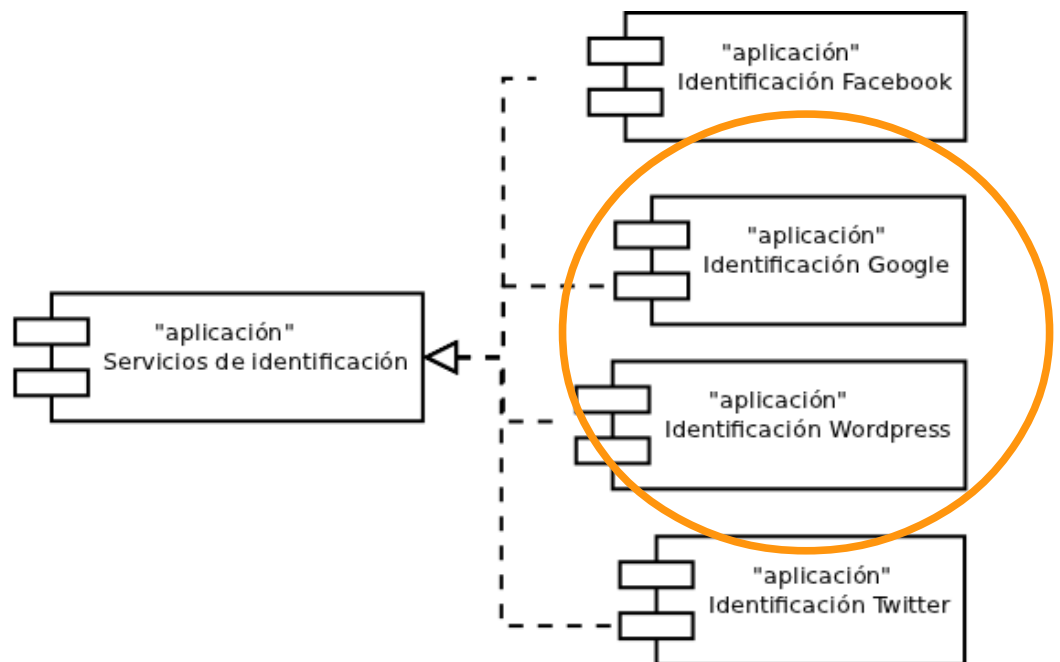 "aplicación"
Identificación Facebook
"aplicación"
Identificación Google
"aplicación"
Servicios de identificación
"aplicación"
Identificación Wordpress
"aplicación"
Identificación Twitter